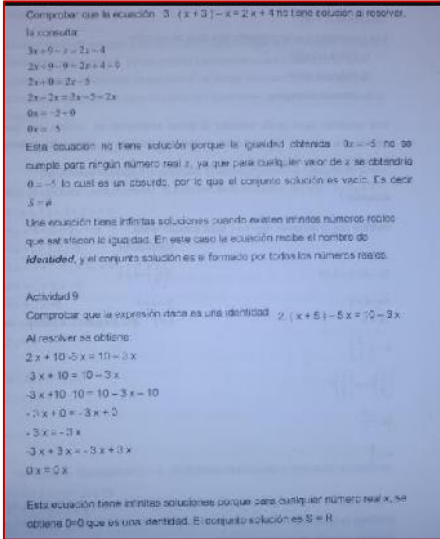 Comprobar que la ecuación 3. ( x + 3 ) – x = 2 x + 4 no tiene solución al resolver,
la consulta:
3x + 9 – x = 2x – 4
2x + 9 – 9 = 2x + 4 – 9
2x + 0 = 2x – 5
2x – 2x = 2x – 5 – 2x
0x = –5 + 0
0x = –5
Esta ecuación no tiene solución porque la igualdad obtenida 0x = –5 no se
cumple para ningún número real x, ya que para cualquier valor de x se obtendría
0 = –5 lo cual es un absurdo, por lo que el conjunto solución es vacío. Es decir
S = ϕ
Una ecuación tiene infinitas soluciones cuando existen infinitos números reales
que satisfacen la igualdad. En este caso la ecuación recibe el nombre de
identidad, y el conjunto solución es el formado por todos los números reales.
Actividad 9
Comprobar que la expresión dada es una identidad 2. ( x + 5 ) – 5 x = 10 – 3x
Al resolver se obtiene:
2 x + 10 -5 x = 10 – 3 x
-3 x + 10 = 10 – 3 x
-3 x +10 10 = 10 – 3 x – 10
- 3 x + 0 = - 3 x + 0
- 3 x = - 3 x
-3 x + 3 x = - 3 x + 3 x
0 x = 0 x
Esta ecuación tiene infinitas soluciones porque para cualquier número real x, se
obtiene 0=0 que es una identidad. El conjunto solución es S = R